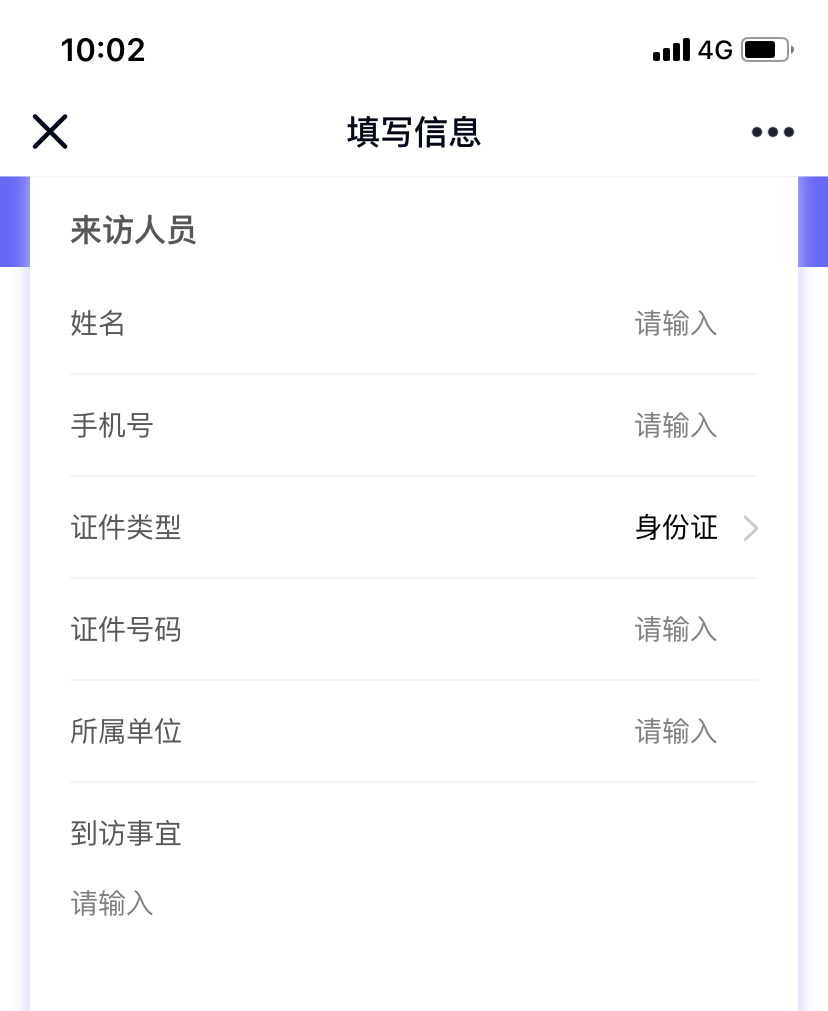 10:02 4G
填写信息
来访人员
姓名 请输入
手机号 请输入
证件类型 身份证
证件号码 请输入
所属单位 请输入
到访事宜
请输入